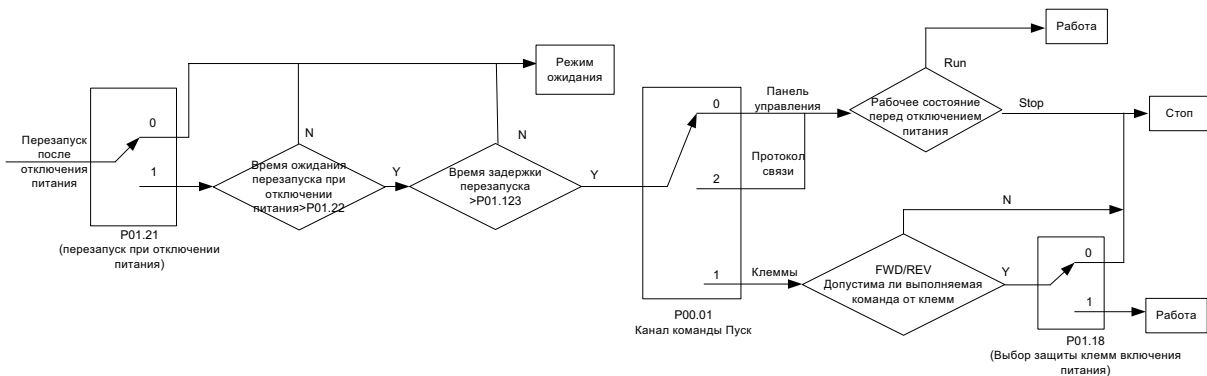 Перезапуск
после
отключения
питания
0
1
P01.21
(перезапуск при отключении
питания)
N
Время ожидания
перезапуска при
отключении
питания>P01.22
Y
N
Время задержки
перезапуска
>P01.123
Y
Режим
ожидания
0
2
1
P00.01
Канал команды Пуск
Панель
управления
Протокол
связи
Клеммы
Рабочее состояние
перед отключением
питания
Run
Работа
Stop
Стоп
FWD/REV
Допустима ли выполняемая
команда от клемм
N
Y
0
1
P01.18
(Выбор защиты клемм включения
питания)
Работа